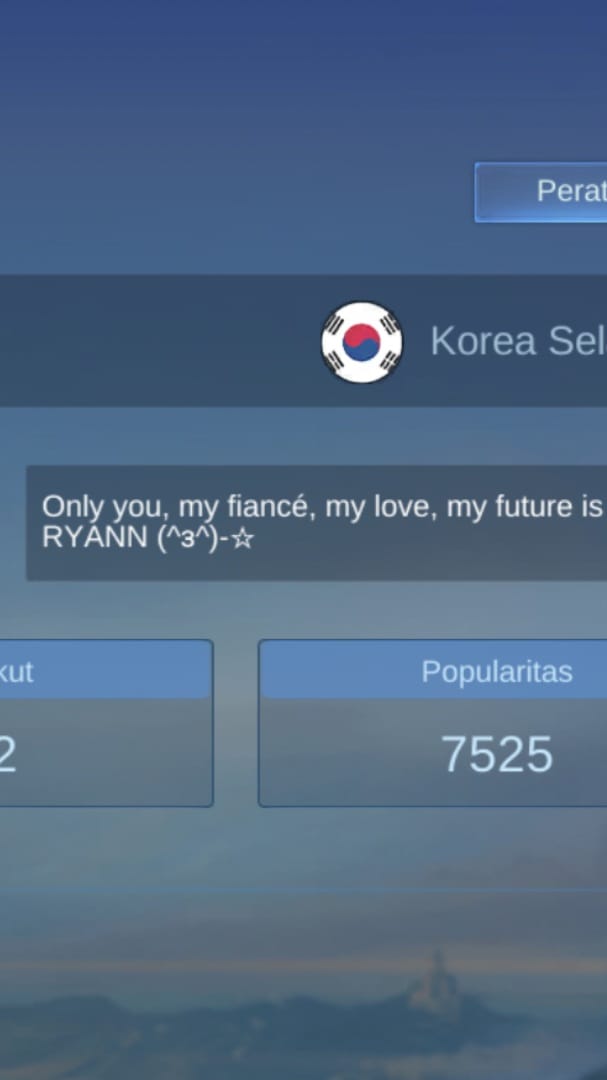 Perat
Korea Sel
Only you, my fiancé, my love, my future is
RYANN (^з^)-☆
kut
Popularitas
2
7525